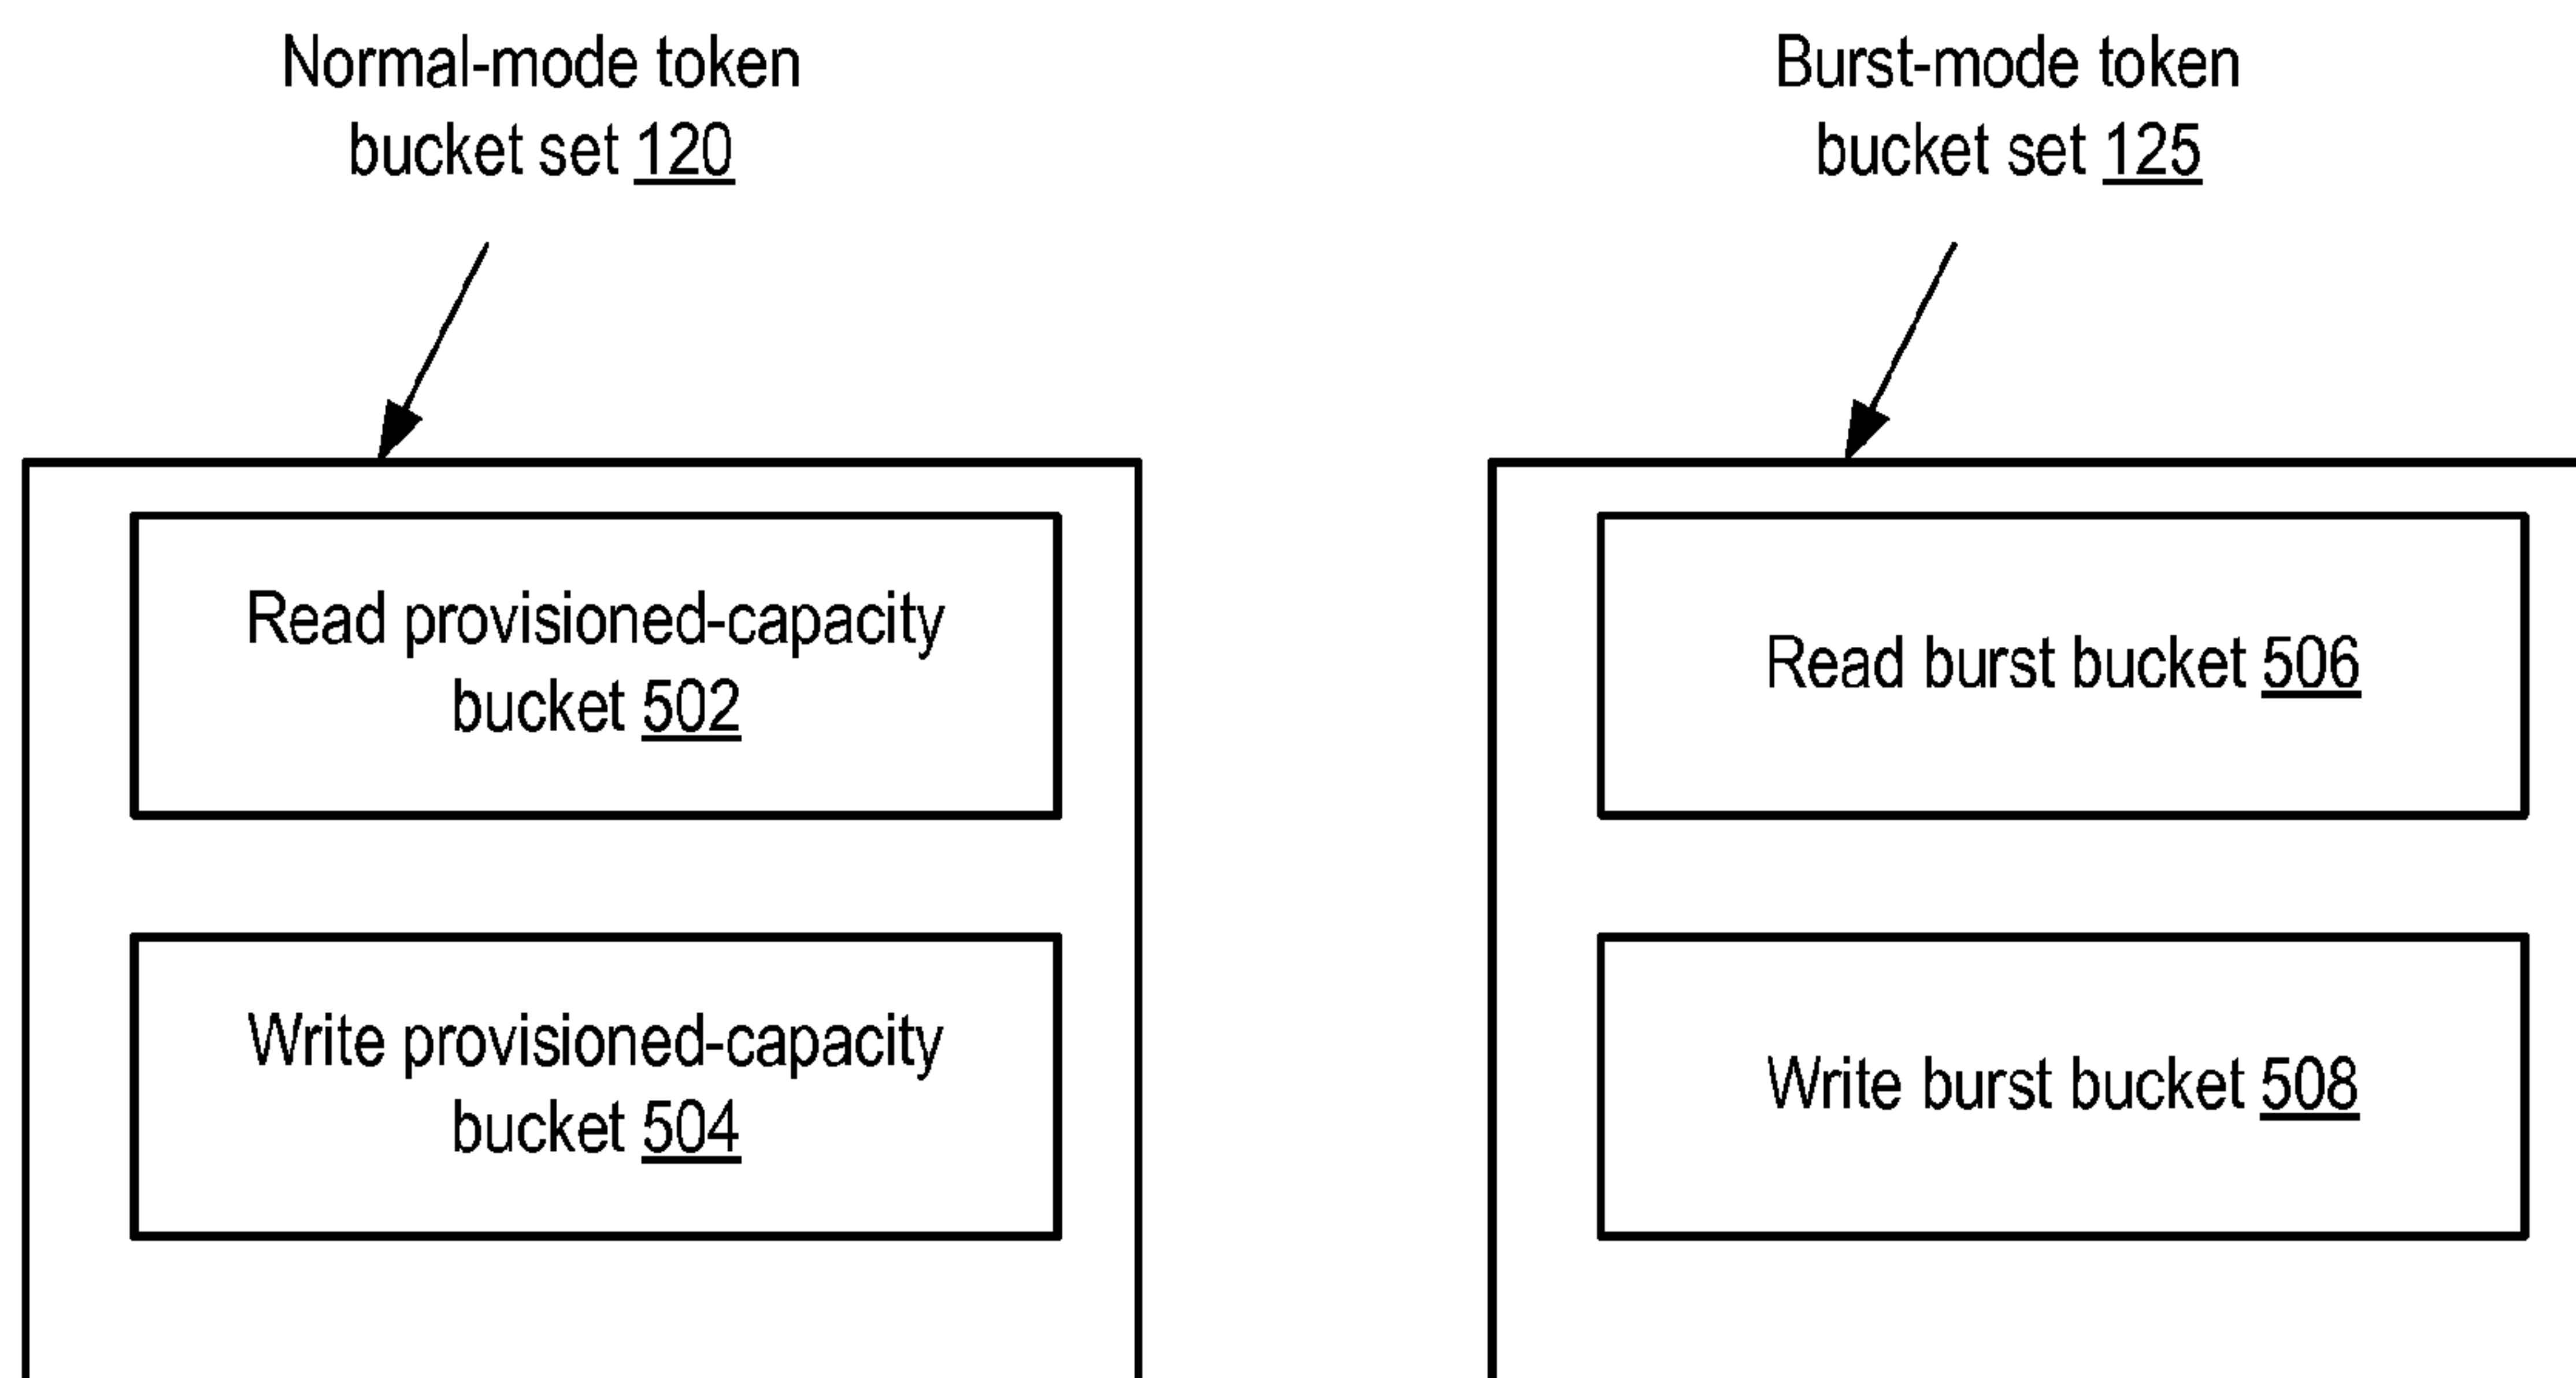 Normal-mode token
bucket set 120
Burst-mode token
bucket set 125
Read provisioned-capacity
bucket 502
Write provisioned-capacity
bucket 504
Read burst bucket 506
Write burst bucket 508